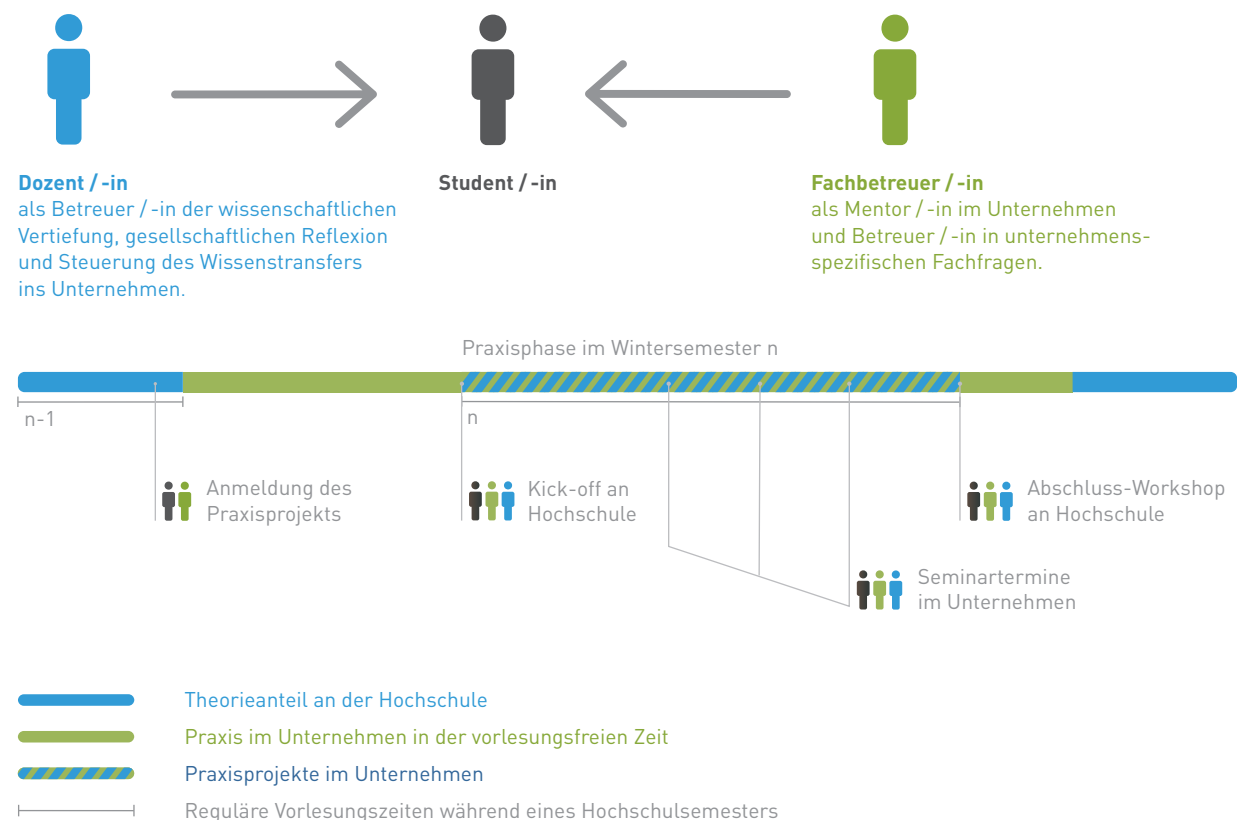 Dozent / -in
als Betreuer / -in der wissenschaftlichen
Vertiefung, gesellschaftlichen Reflexion
und Steuerung des Wissenstransfers
ins Unternehmen.
Student / -in
Fachbetreuer / -in
als Mentor / -in im Unternehmen
und Betreuer / -in in unternehmens-
spezifischen Fachfragen.
Praxisphase im Wintersemester n
n-1
n
Anmeldung des
Praxisprojekts
Kick-off an
Hochschule
Abschluss-Workshop
an Hochschule
Seminartermine
im Unternehmen
Theorieanteil an der Hochschule
Praxis im Unternehmen in der vorlesungsfreien Zeit
Praxisprojekte im Unternehmen
Reguläre Vorlesungszeiten während eines Hochschulsemesters